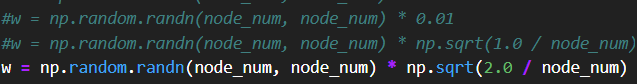 #w = np.random.randn(node_num, node_num) * 0.01
#w = np.random.randn(node_num, node_num) * np.sqrt(1.0 / node_num)
w = np.random.randn(node_num, node_num) * np.sqrt(2.0 / node_num)